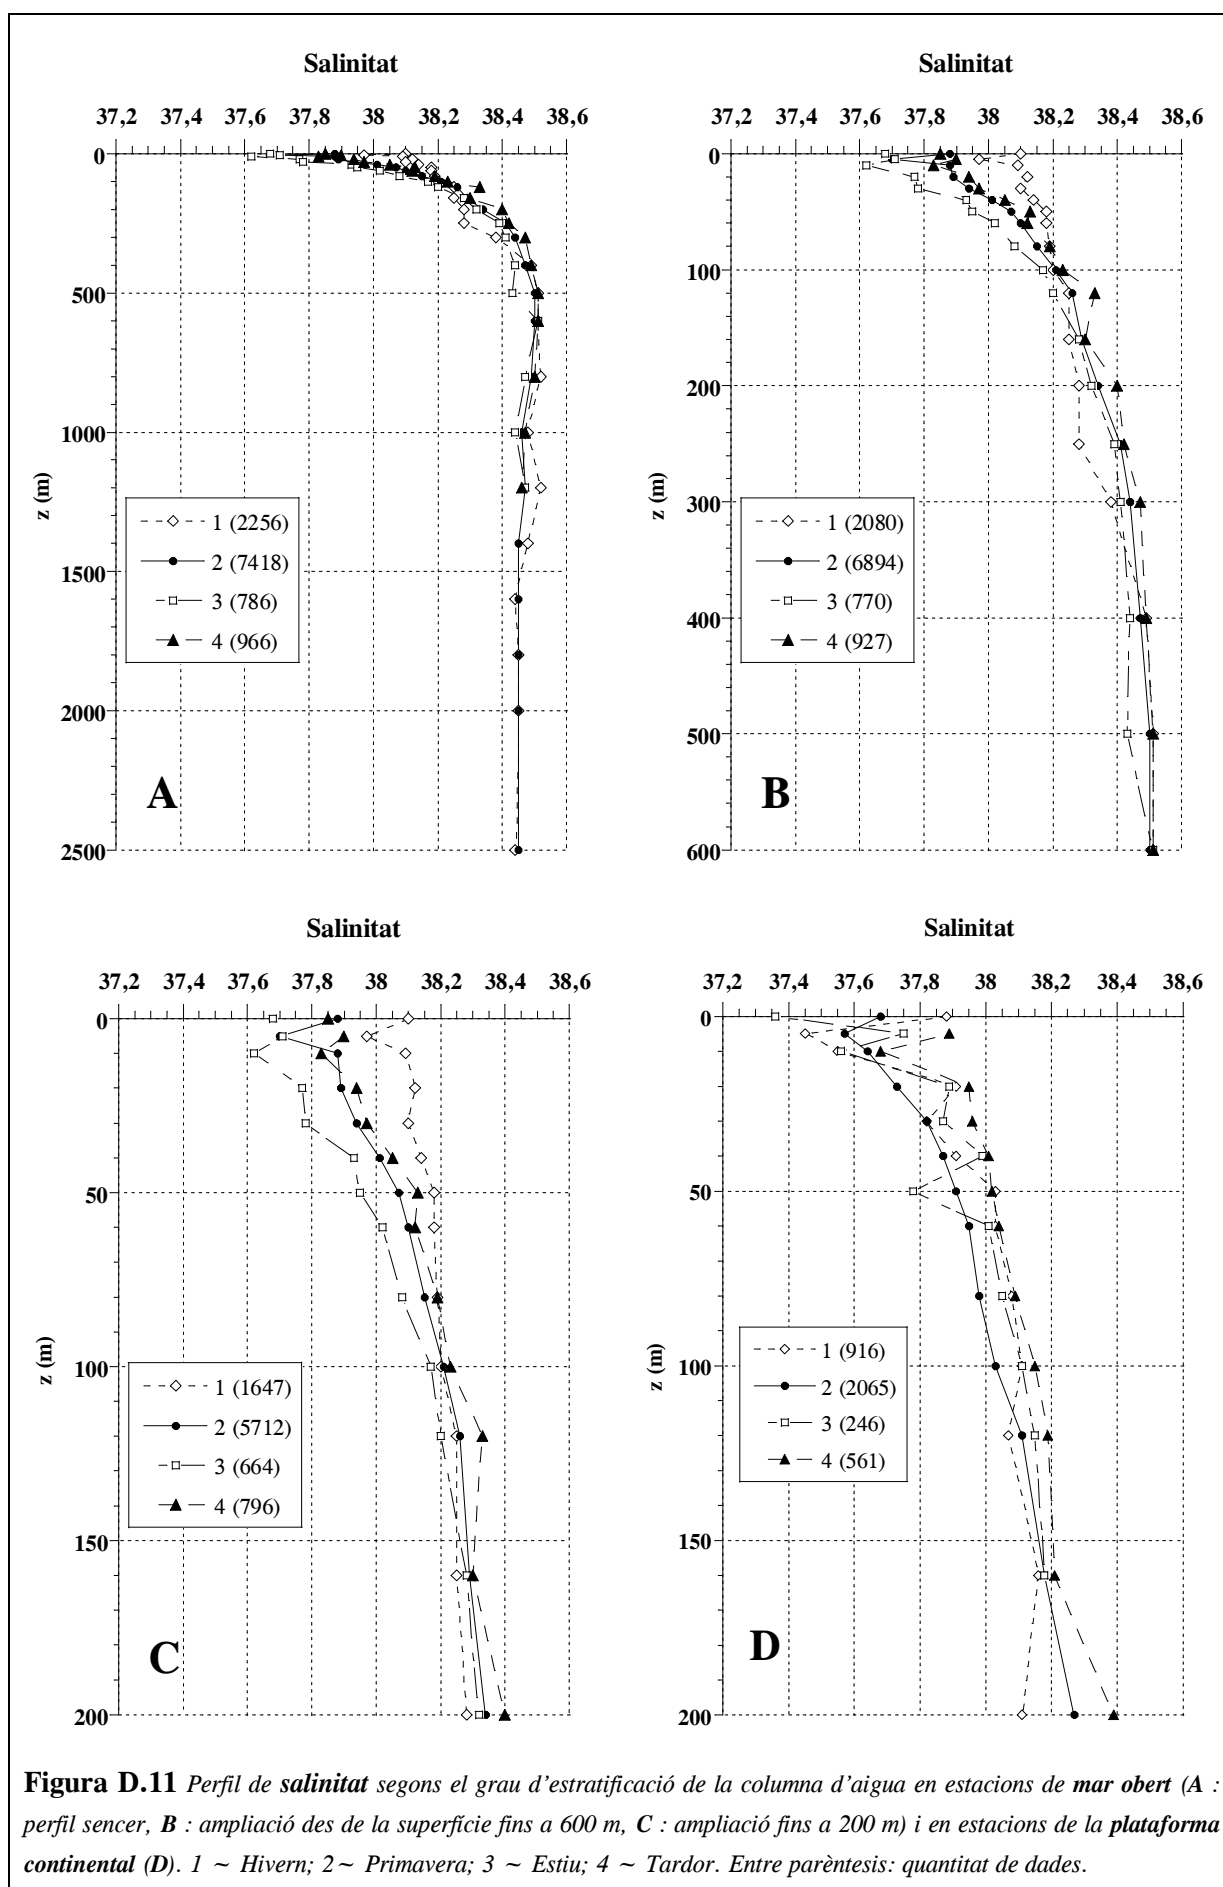 Salinitat
37,2 37,4 37,6 37,8 38 38,2 38,4 38,6
0
500
1000
1500
2000
2500
z (m)
1 (2256)
2 (7418)
3 (786)
4 (966)
A
Salinitat
37,2 37,4 37,6 37,8 38 38,2 38,4 38,6
0
100
200
300
400
500
600
z (m)
1 (2080)
2 (6894)
3 (770)
4 (927)
B
Salinitat
37,2 37,4 37,6 37,8 38 38,2 38,4 38,6
0
50
100
150
200
z (m)
1 (1647)
2 (5712)
3 (664)
4 (796)
C
Salinitat
37,2 37,4 37,6 37,8 38 38,2 38,4 38,6
0
50
100
150
200
z (m)
1 (916)
2 (2065)
3 (246)
4 (561)
D
Figura D.11 Perfil de salinitat segons el grau d'estratificació de la columna d'aigua en estacions de mar obert (A :
perfil sencer, B : ampliació des de la superfície fins a 600 m, C : ampliació fins a 200 m) i en estacions de la plataforma
continental (D). 1 ~ Hivern; 2~ Primavera; 3 ~ Estiu; 4 ~ Tardor. Entre parèntesis: quantitat de dades.